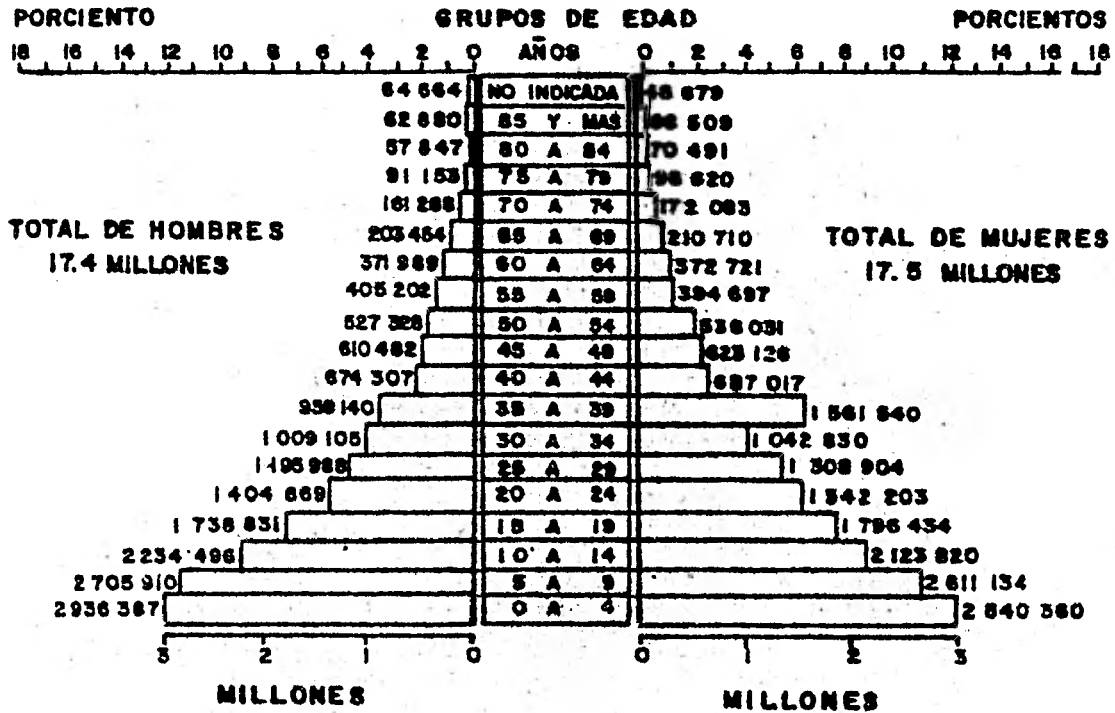 PORCIENTO GRUPOS DE EDAD PORCIENTOS
18 16 14 12 10 8 6 4 2 0 AÑOS 0 2 4 6 8 10 12 14 16 18
64 664 NO INDICADA 679
62 880 85 Y MAS 509
57 847 80 A 84 70 491
91 153 75 A 79 620
161 288 70 A 74 172 083
TOTAL DE HOMBRES 203 454 65 A 69 210 710 TOTAL DE MUJERES
17.4 MILLONES 371 989 60 A 64 372 721 17.5 MILLONES
405 202 55 A 59 394 697
527 328 50 A 54 536 031
610 482 45 A 49 623 126
674 307 40 A 44 687 017
938 140 35 A 39 1 561 640
1 009 105 30 A 34 1 042 830
1 195 988 25 A 29 1 308 904
1 404 669 20 A 24 1 542 203
1 738 831 15 A 19 1 796 434
2 234 496 10 A 14 2 123 820
2 705 910 5 A 9 2 611 134
2 936 387 0 A 4 2 840 360
3 2 1 0 0 1 2 3
MILLONES MILLONES